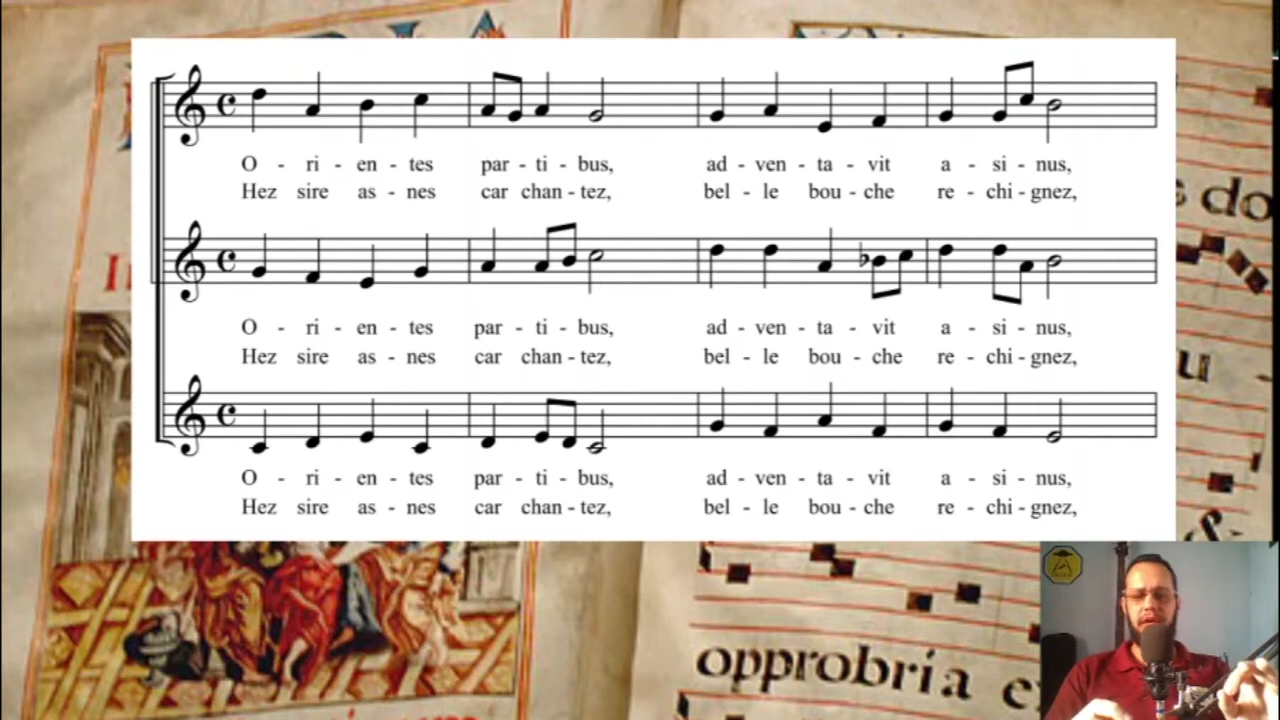 O - ri - en - tes par - ti - bus, ad - ven - ta - vit a - si - nus,
Hez sire as - nes car chan - tez, bel - le bou - che re - chi - gnez,
O - ri - en - tes par - ti - bus, ad - ven - ta - vit a - si - nus,
Hez sire as - nes car chan - tez, bel - le bou - che re - chi - gnez,
O - ri - en - tes par - ti - bus, ad - ven - ta - vit a - si - nus,
Hez sire as - nes car chan - tez, bel - le bou - che re - chi - gnez,
s do
u
&
opprobria e